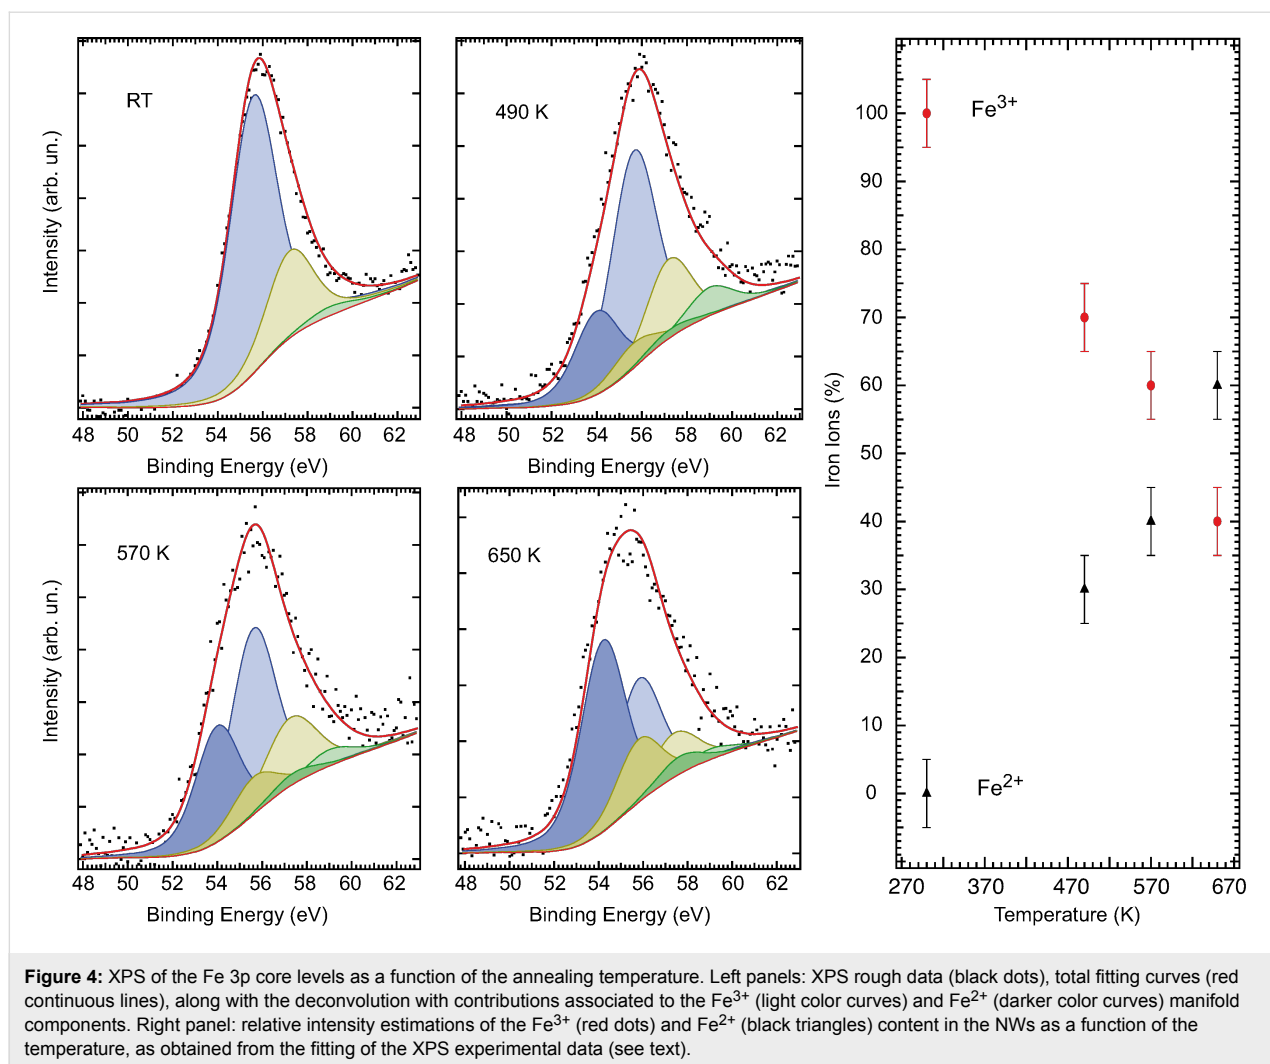 RT
Intensity (arb. un.)
48 50 52 54 56 58 60 62
Binding Energy (eV)
490 K
48 50 52 54 56 58 60 62
Binding Energy (eV)
570 K
Intensity (arb. un.)
48 50 52 54 56 58 60 62
Binding Energy (eV)
650 K
48 50 52 54 56 58 60 62
Binding Energy (eV)
Fe3+
Fe2+
Iron Ions (%)
100
90
80
70
60
50
40
30
20
10
0
270 370 470 570 670
Temperature (K)
Figure 4: XPS of the Fe 3p core levels as a function of the annealing temperature. Left panels: XPS rough data (black dots), total fitting curves (red
continuous lines), along with the deconvolution with contributions associated to the Fe3+ (light color curves) and Fe2+ (darker color curves) manifold
components. Right panel: relative intensity estimations of the Fe3+ (red dots) and Fe2+ (black triangles) content in the NWs as a function of the
temperature, as obtained from the fitting of the XPS experimental data (see text).